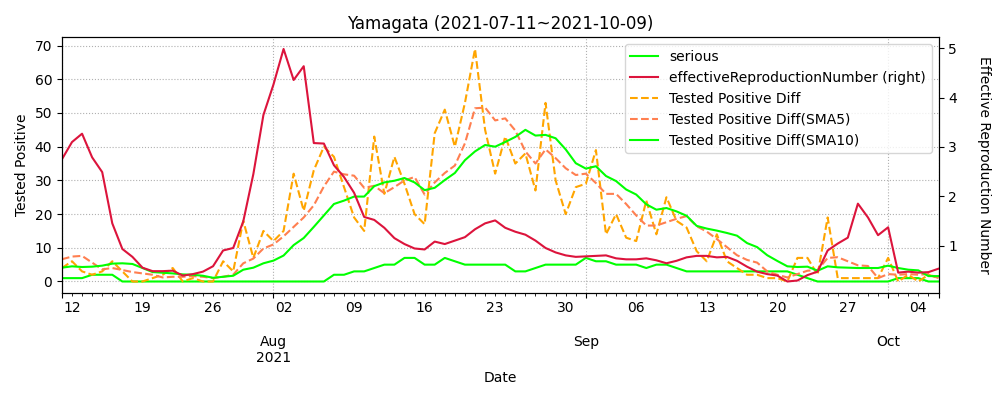 Yamagata (2021-07-11~2021-10-09)
Tested Positive
70
60
50
40
30
20
10
0
serious
effectiveReproductionNumber (right)
Tested Positive Diff
Tested Positive Diff(SMA5)
Tested Positive Diff(SMA10)
5
4
3
2
1
Effective Reproduction Number
12 19 26 02 09 16 23 30 06 13 20 27 04
Aug Sep Oct
2021
Date